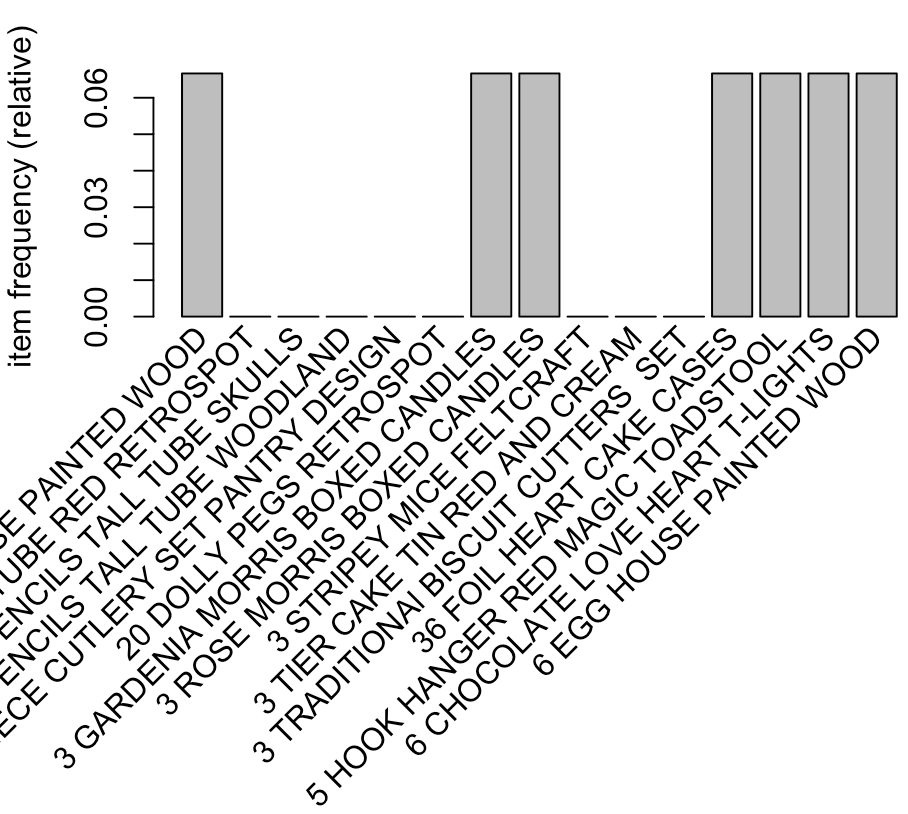 item frequency (relative)
0.06
0.03
0.00
SE PAINTED WOOD
TUBE RED RETROSPOT
ENCILS TALL TUBE SKULLS
ENCILS TALL TUBE WOODLAND
ECE CUTLERY SET PANTRY DESIGN
20 DOLLY PEGS RETROSPOT
3 GARDENIA MORRIS BOXED CANDLES
3 ROSE MORRIS BOXED CANDLES
3 STRIPEY MICE FELTCRAFT
3 TIER CAKE TIN RED AND CREAM
3 TRADITIONAl BISCUIT CUTTERS  SET
36 FOIL HEART CAKE CASES
5 HOOK HANGER RED MAGIC TOADSTOOL
6 CHOCOLATE LOVE HEART T-LIGHTS
6 EGG HOUSE PAINTED WOOD